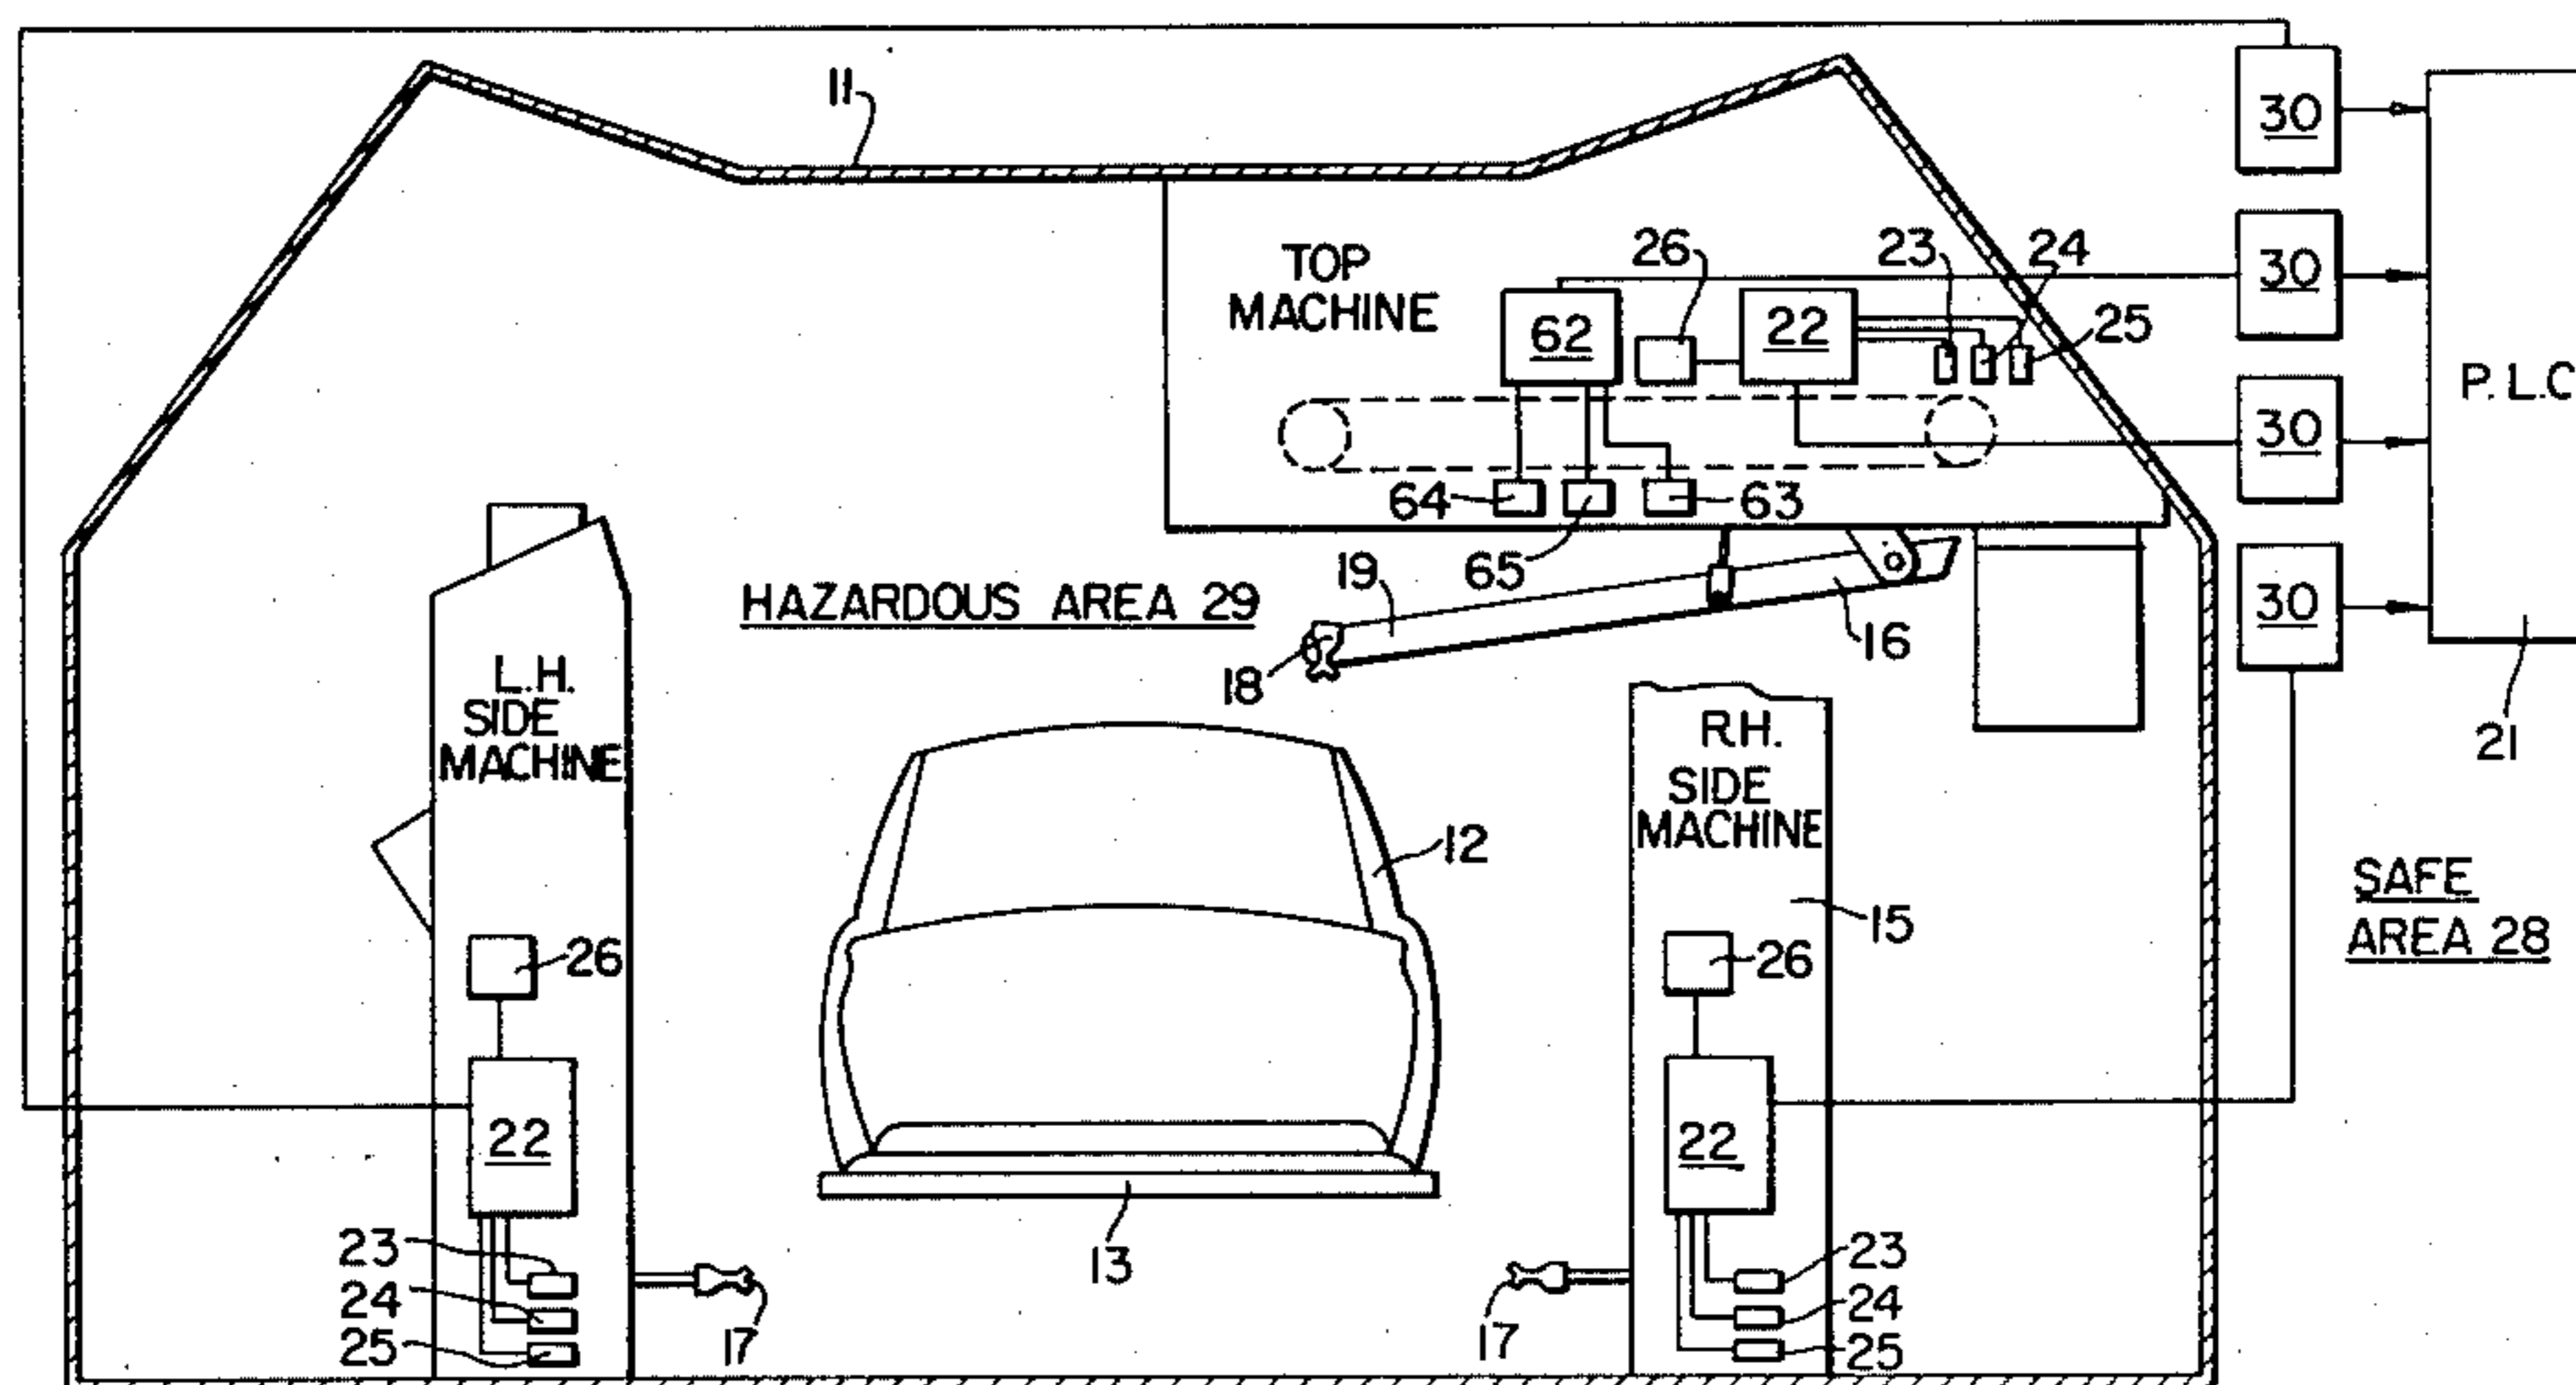 11
30
TOP
MACHINE
26
23
24
30
62
22
25
P.L.C
30
64
65
63
19
HAZARDOUS AREA 29
16
30
18
L.H.
SIDE
MACHINE
R.H.
SIDE
MACHINE
21
12
SAFE
AREA 28
15
26
26
22
22
23
24
25
13
17
17
23
24
25